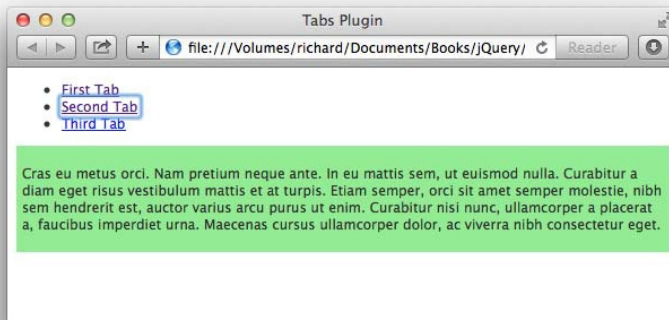 Tabs Plugin
file:///Volumes/richard/Documents/Books/jQuery/
Reader
First Tab
Second Tab
Third Tab
Cras eu metus orci. Nam pretium neque ante. In eu mattis sem, ut euismod nulla. Curabitur a
diam eget risus vestibulum mattis et at turpis. Etiam semper, orci sit amet semper molestie, nibh
sem hendrerit est, auctor varius arcu purus ut enim. Curabitur nisi nunc, ullamcorper a placerat
a, faucibus imperdiet urna. Maecenas cursus ullamcorper dolor, ac viverra nibh consectetur eget.